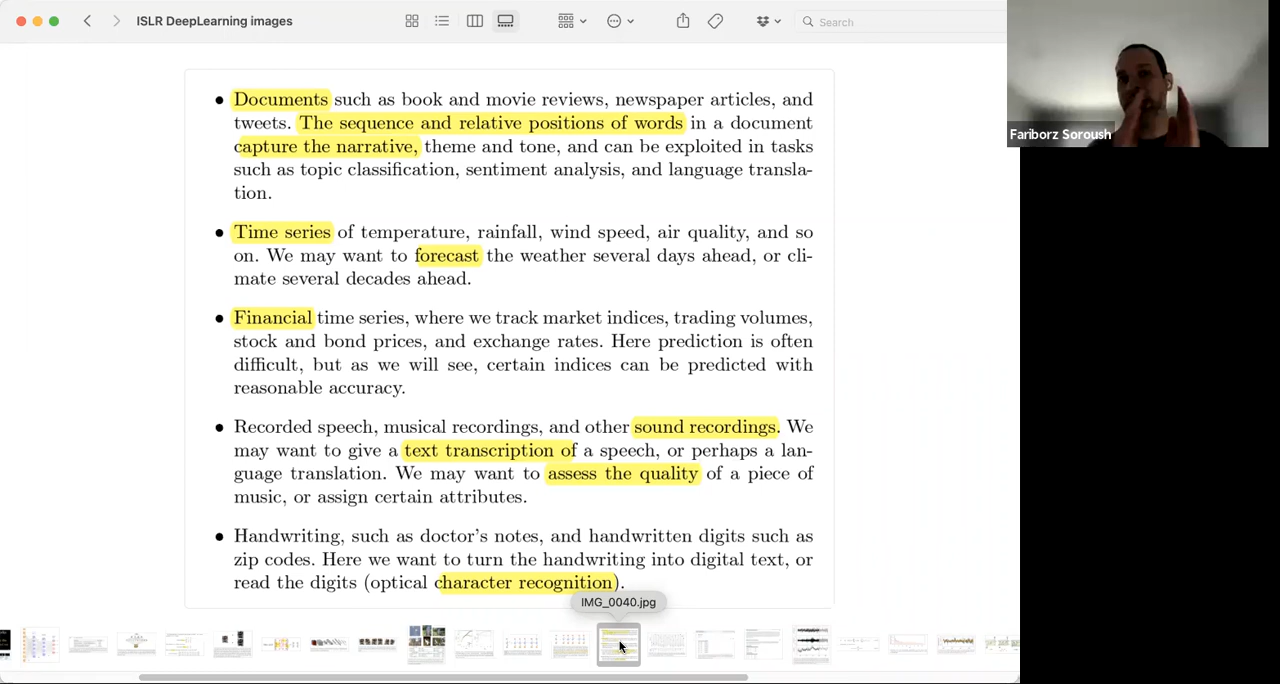 ISLR DeepLearning images
Search
Fariborz Soroush
• Documents such as book and movie reviews, newspaper articles, and
tweets. The sequence and relative positions of words in a document
capture the narrative, theme and tone, and can be exploited in tasks
such as topic classification, sentiment analysis, and language transla-
tion.
• Time series of temperature, rainfall, wind speed, air quality, and so
on. We may want to forecast the weather several days ahead, or cli-
mate several decades ahead.
• Financial time series, where we track market indices, trading volumes,
stock and bond prices, and exchange rates. Here prediction is often
difficult, but as we will see, certain indices can be predicted with
reasonable accuracy.
• Recorded speech, musical recordings, and other sound recordings. We
may want to give a text transcription of a speech, or perhaps a lan-
guage translation. We may want to assess the quality of a piece of
music, or assign certain attributes.
• Handwriting, such as doctor's notes, and handwritten digits such as
zip codes. Here we want to turn the handwriting into digital text, or
read the digits (optical character recognition).
IMG_0040.jpg